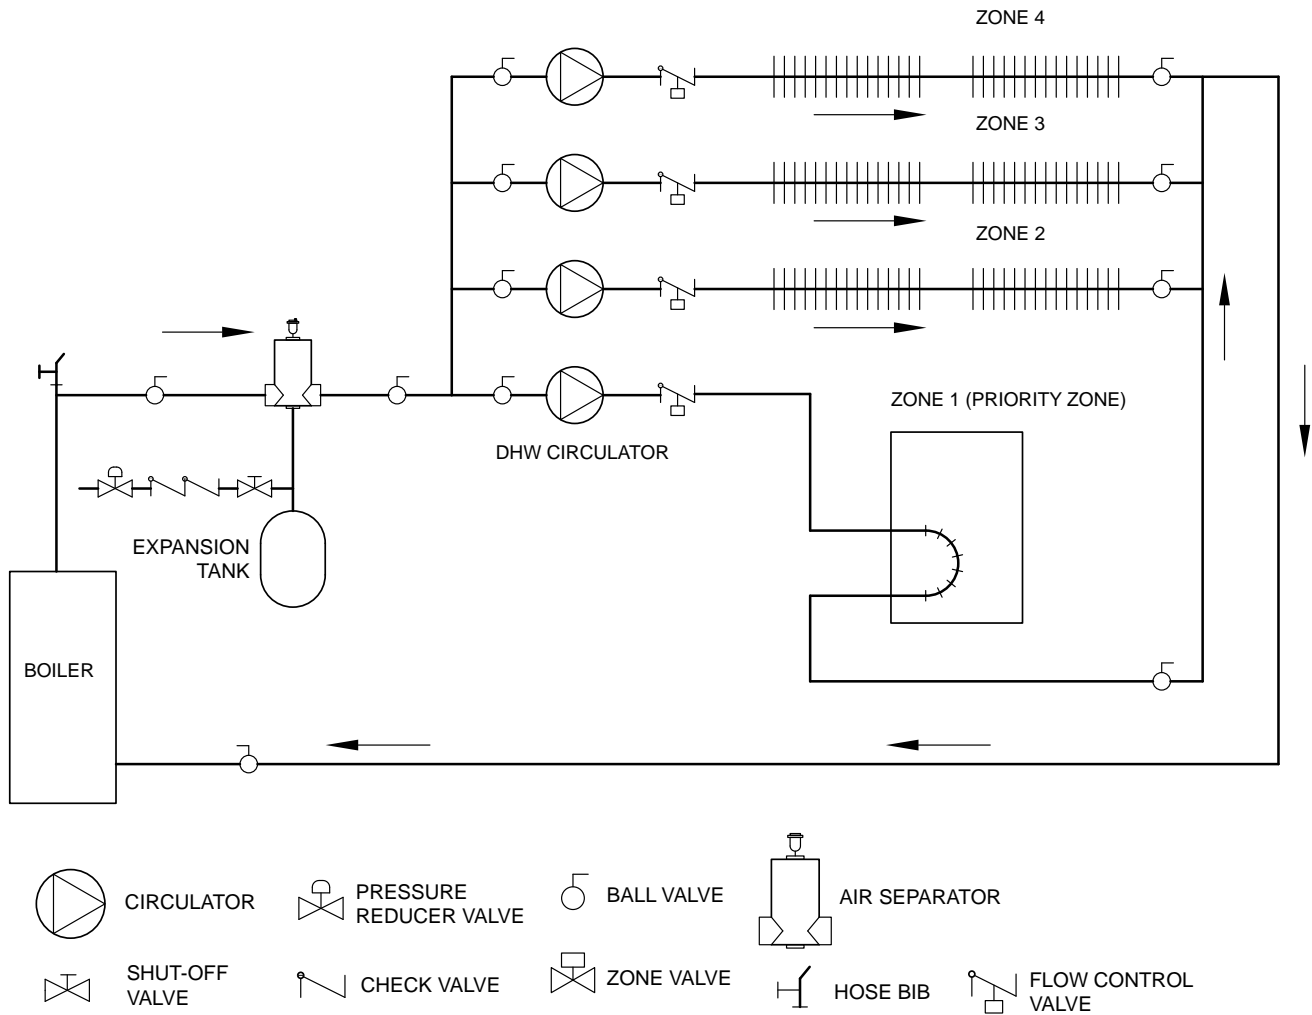 ZONE 4
ZONE 3
ZONE 2
ZONE 1 (PRIORITY ZONE)
DHW CIRCULATOR
EXPANSION
TANK
BOILER
CIRCULATOR
PRESSURE
REDUCER VALVE
BALL VALVE
AIR SEPARATOR
SHUT-OFF
VALVE
CHECK VALVE
ZONE VALVE
HOSE BIB
FLOW CONTROL
VALVE